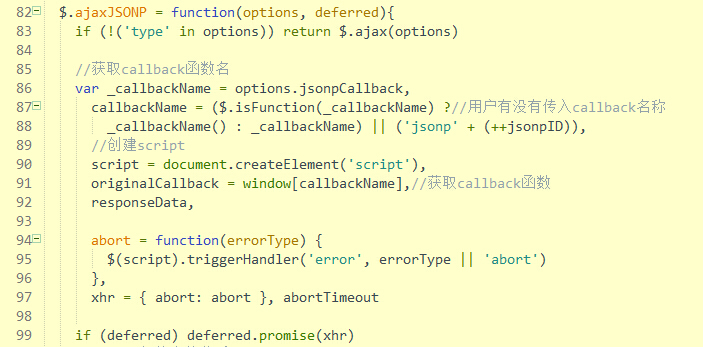 82 $.ajaxJSONP = function(options, deferred){
83 if (!('type' in options)) return $.ajax(options)
84
85 //获取callback函数名
86 var _callbackName = options.jsonpCallback,
87 callbackName = ($.isFunction(_callbackName) ?//用户有没有传入callback名称
88 _callbackName() : _callbackName) || ('jsonp' + (++jsonpID)),
89 //创建script
90 script = document.createElement('script'),
91 originalCallback = window[callbackName],//获取callback函数
92 responseData,
93
94 abort = function(errorType) {
95 $(script).triggerHandler('error', errorType || 'abort')
96 },
97 xhr = { abort: abort }, abortTimeout
98
99 if (deferred) deferred.promise(xhr)